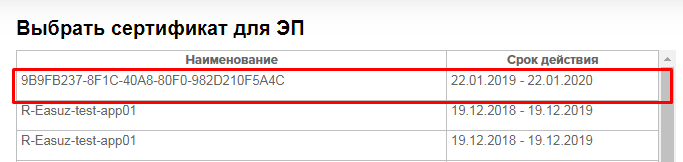 Выбрать сертификат для ЭП
Наименование Срок действия
9B9FB237-8F1C-40A8-80F0-982D210F5A4C 22.01.2019 - 22.01.2020
R-Easuz-test-app01 19.12.2018 - 19.12.2019
R-Easuz-test-app01 19.12.2018 - 19.12.2019